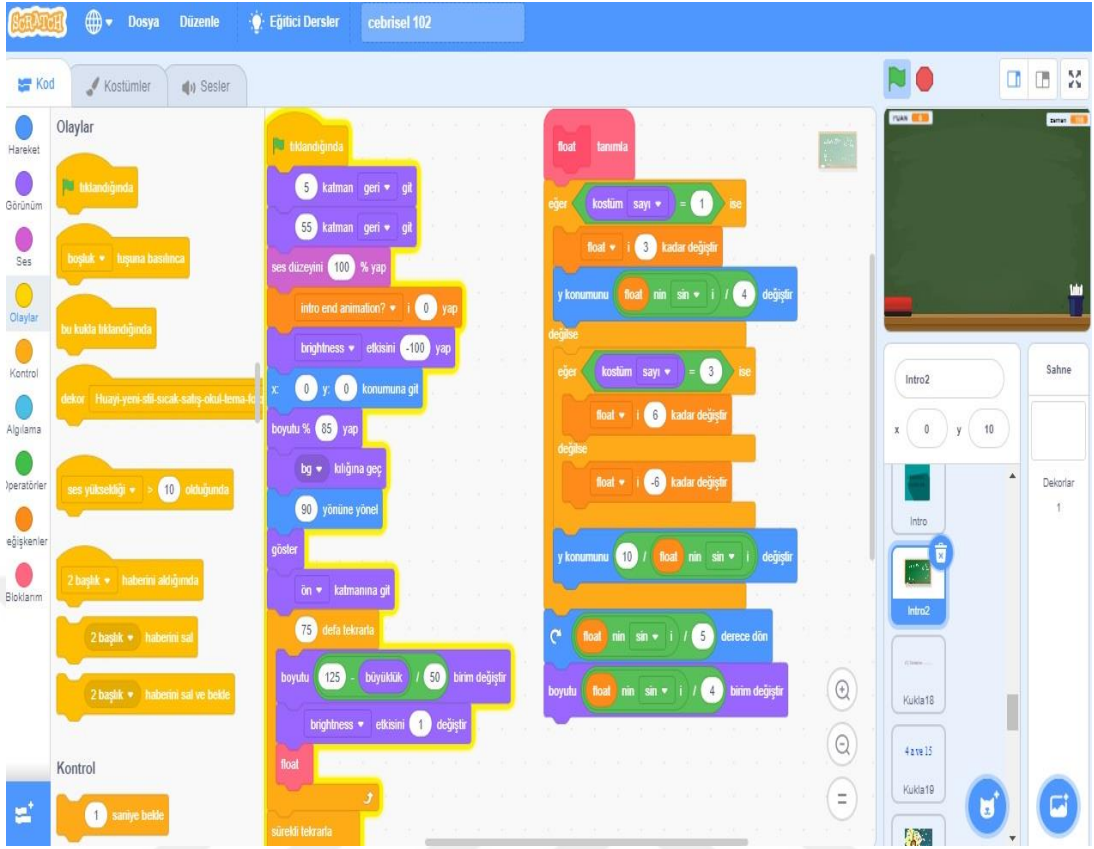 SCRATCH
Dosya
Düzenle
Eğitici Dersler
cebrisel 102
Kod
Kostümler
Sesler
Hareket
Görünüm
Ses
Olaylar
Kontrol
Algılama
Operatörler
eğişkenler
Bloklarım
Olaylar
tıklandığında
boşluk tuşuna basılınca
bu kukla tıklandığında
dekor Huayi-yeni-stil-sıcak-satış-okul-tema-fo
ses yüksekliği > 10 olduğunda
2 başlık haberini aldığımda
2 başlık haberini sal
2 başlık haberini sal ve bekle
Kontrol
1 saniye bekle
tıklandığında
5 katman geri git
55 katman geri git
ses düzeyini 100 % yap
intro end animation? i 0 yap
brightness etkisini -100 yap
x: 0 y: 0 konumuna git
boyutu % 85 yap
bg kılığına geç
90 yönüne yönel
göster
ön katmanına git
75 defa tekrarla
boyutu 125 - büyüklük / 50 birim değiştir
brightness etkisini 1 değiştir
float
sürekli tekrarla
float tanımla
eğer kostüm sayı = 1 ise
float i 3 kadar değiştir
y konumunu float nin sin i / 4 değiştir
değilse
eğer kostüm sayı = 3 ise
float i 6 kadar değiştir
değilse
float i -6 kadar değiştir
y konumunu 10 / float nin sin i değiştir
float nin sin i / 5 derece dön
boyutu float nin sin i / 4 birim değiştir
PUAN
zaman
Intro2
x 0 y 10
Intro
Intro2
Kukla18
4 a ve 15
Kukla19
Sahne
Dekorlar
1